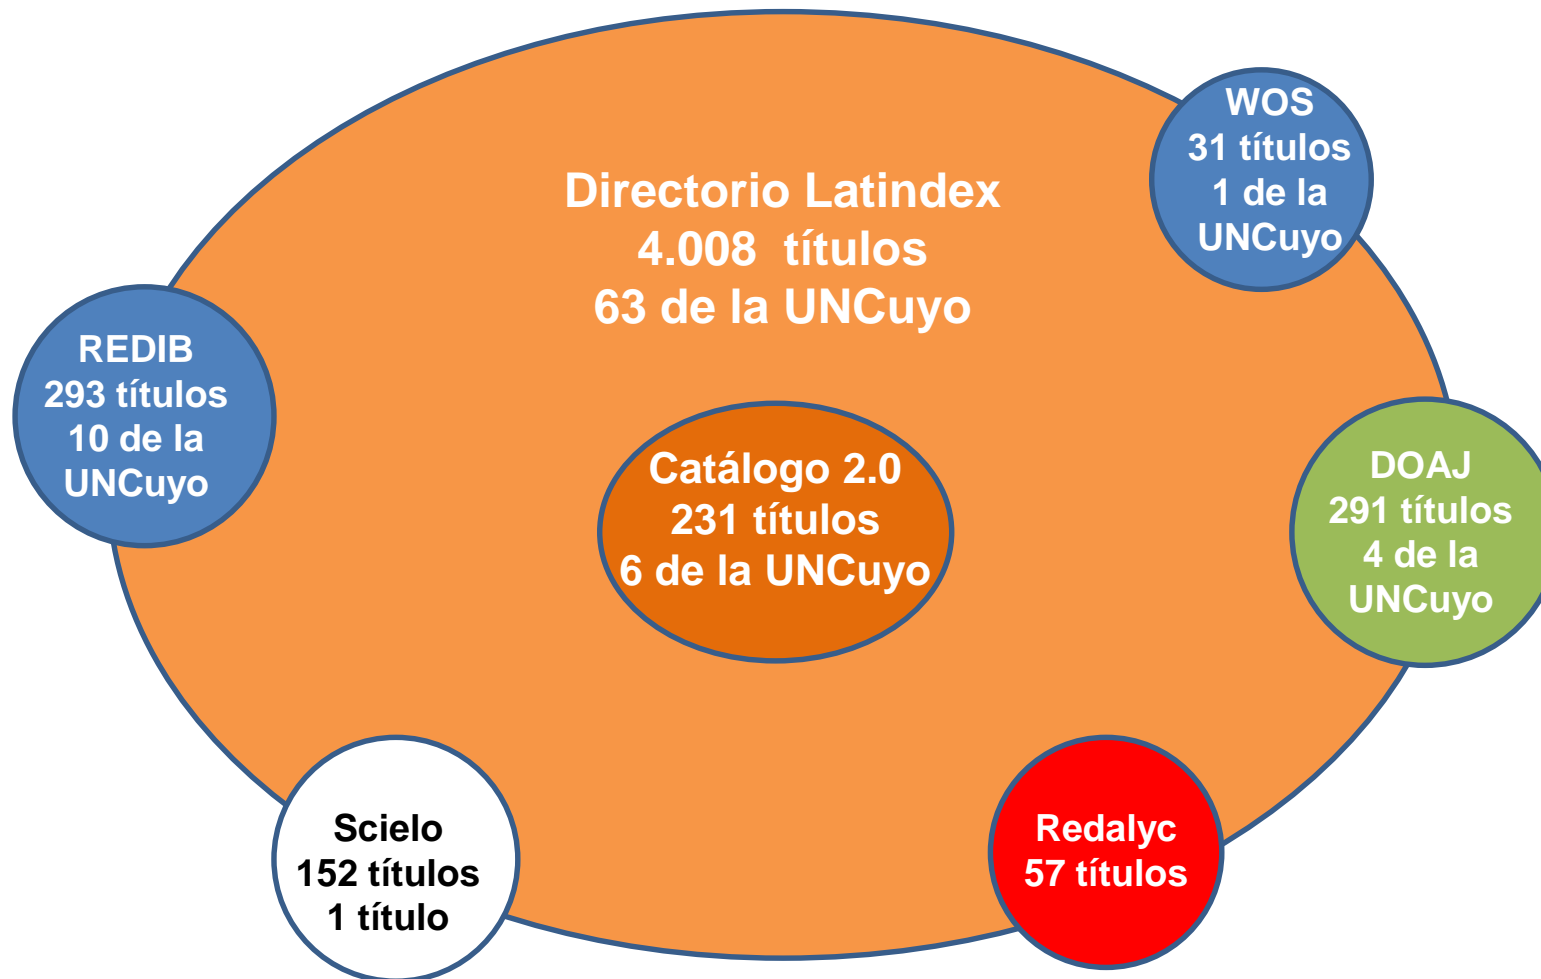 WOS
31 títulos
1 de la
UNCuyo
Directorio Latindex
4.008 títulos
63 de la UNCuyo
REDIB
293 títulos
10 de la
UNCuyo
Catálogo 2.0
231 títulos
6 de la UNCuyo
DOAJ
291 títulos
4 de la
UNCuyo
Scielo
152 títulos
1 título
Redalyc
57 títulos